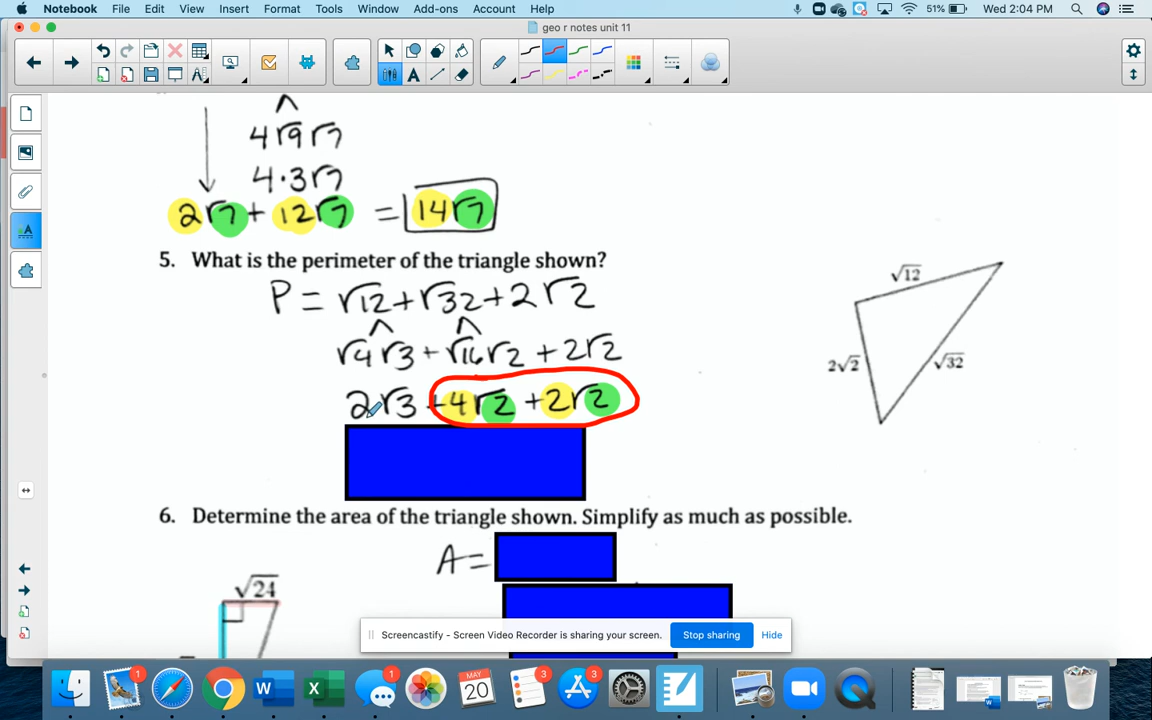 Notebook File Edit View Insert Format Tools Window Add-ons Account Help 51% Wed 2:04 PM
geo r notes unit 11
4√9√7
4·3√7
2√7 + 12√7 = 14√7
5. What is the perimeter of the triangle shown?
P = √12 + √32 + 2√2
√4√3 + √16√2 + 2√2
2√3 + 4√2 + 2√2
√12
2√2
√32
6. Determine the area of the triangle shown. Simplify as much as possible.
A =
√24
Screencastify - Screen Video Recorder is sharing your screen. Stop sharing Hide
1
1
MAY
20
3
3